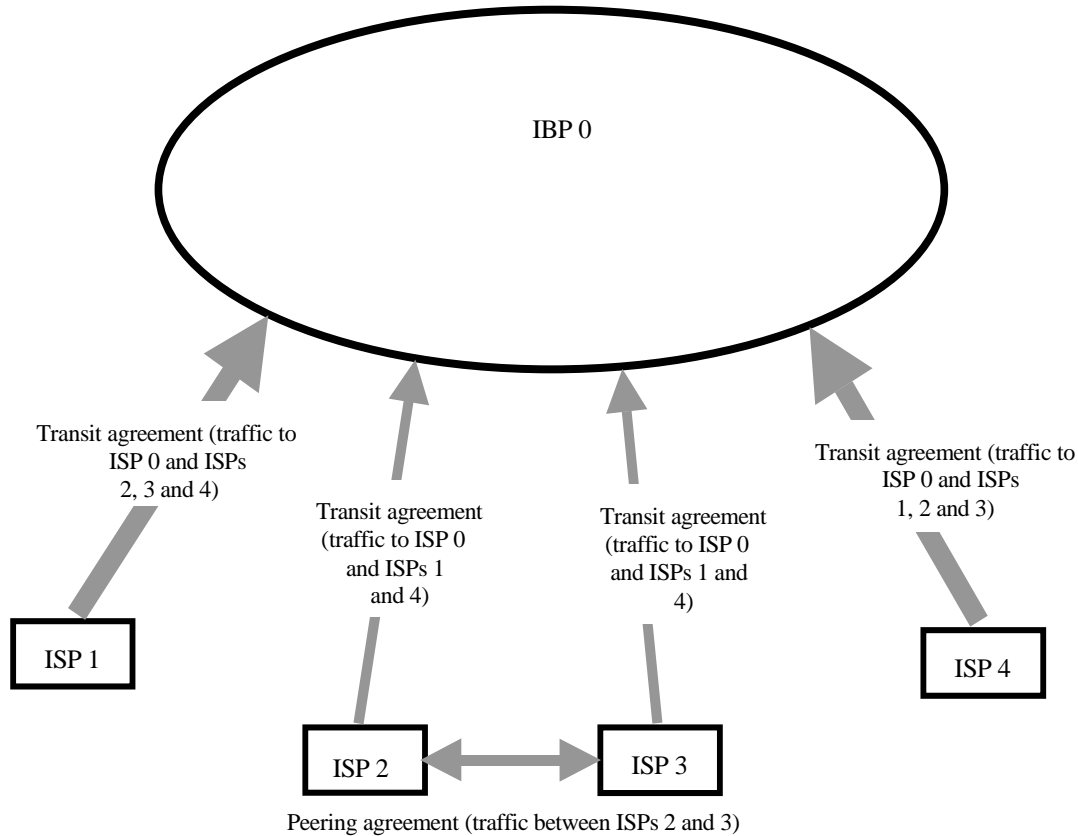 IBP 0
Transit agreement (traffic to
ISP 0 and ISPs
2, 3 and 4)
Transit agreement (traffic to
ISP 0 and ISPs
1, 2 and 3)
Transit agreement
(traffic to ISP 0
and ISPs 1
and 4)
Transit agreement
(traffic to ISP 0
and ISPs 1 and
4)
ISP 1
ISP 4
ISP 2
ISP 3
Peering agreement (traffic between ISPs 2 and 3)